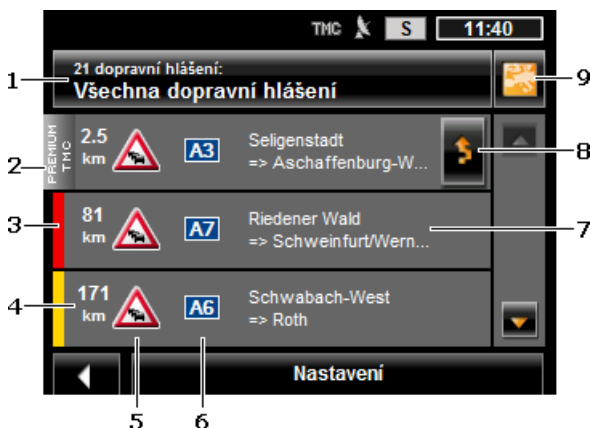 TMC S 11:40
21 dopravní hlášení:
Všechna dopravní hlášení
1
9
PREMIUM
TMC
2.5
km
A3
Seligenstadt
=> Aschaffenburg-W...
2
8
81
km
A7
Riedener Wald
=> Schweinfurt/Wern...
3
7
171
km
A6
Schwabach-West
=> Roth
4
Nastavení
5 6